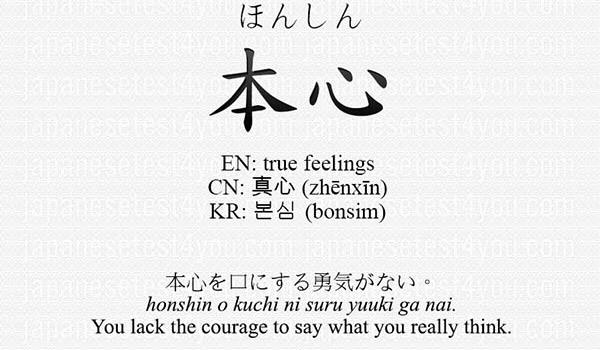 ほんしん
本心
EN: true feelings
CN: 真心 (zhēnxīn)
KR: 본심 (bonsim)
本心を口にする勇気がない。
honshin o kuchi ni suru yuuki ga nai.
You lack the courage to say what you really think.
japanesetest4you.com